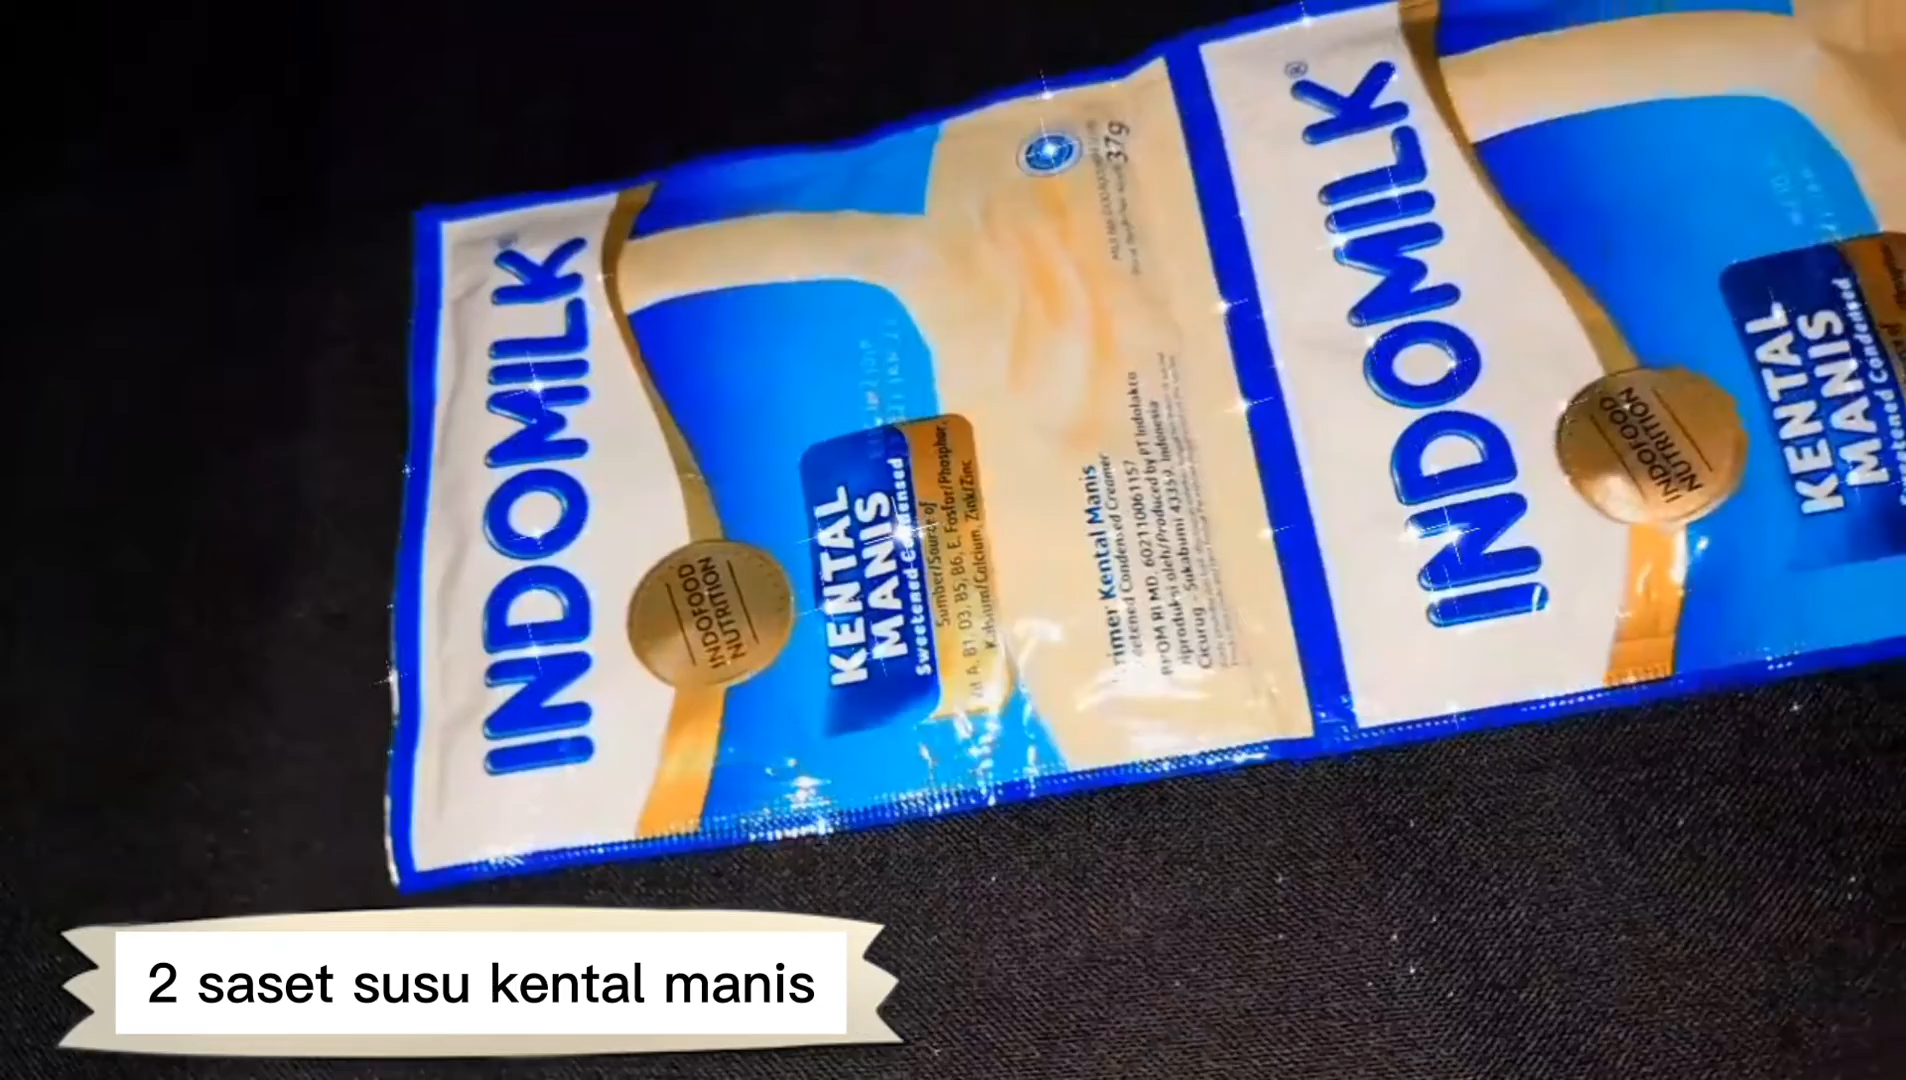 INDOMILK
INDOFOOD
NUTRITION
KENTAL
MANIS
Sweetened Condensed
Sumber/Source of
Vit A, B1, D3, B5, B6, E, Fosfor/Phosphor,
Kalsium/Calcium, Zink/Zinc
37g
Krimer Kental Manis
Sweetened Condensed Creamer
BPOM RI MD. 602110061157
Diproduksi oleh/Produced by PT Indolakto
Cicurug - Sukabumi 43359, Indonesia
INDOMILK®
INDOFOOD
NUTRITION
KENTAL
MANIS
Sweetened Condensed
2 saset susu kental manis